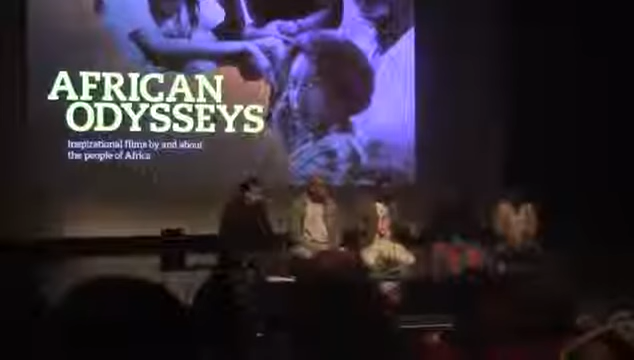 AFRICAN
ODYSSEYS
Inspirational films by and about
the people of Africa